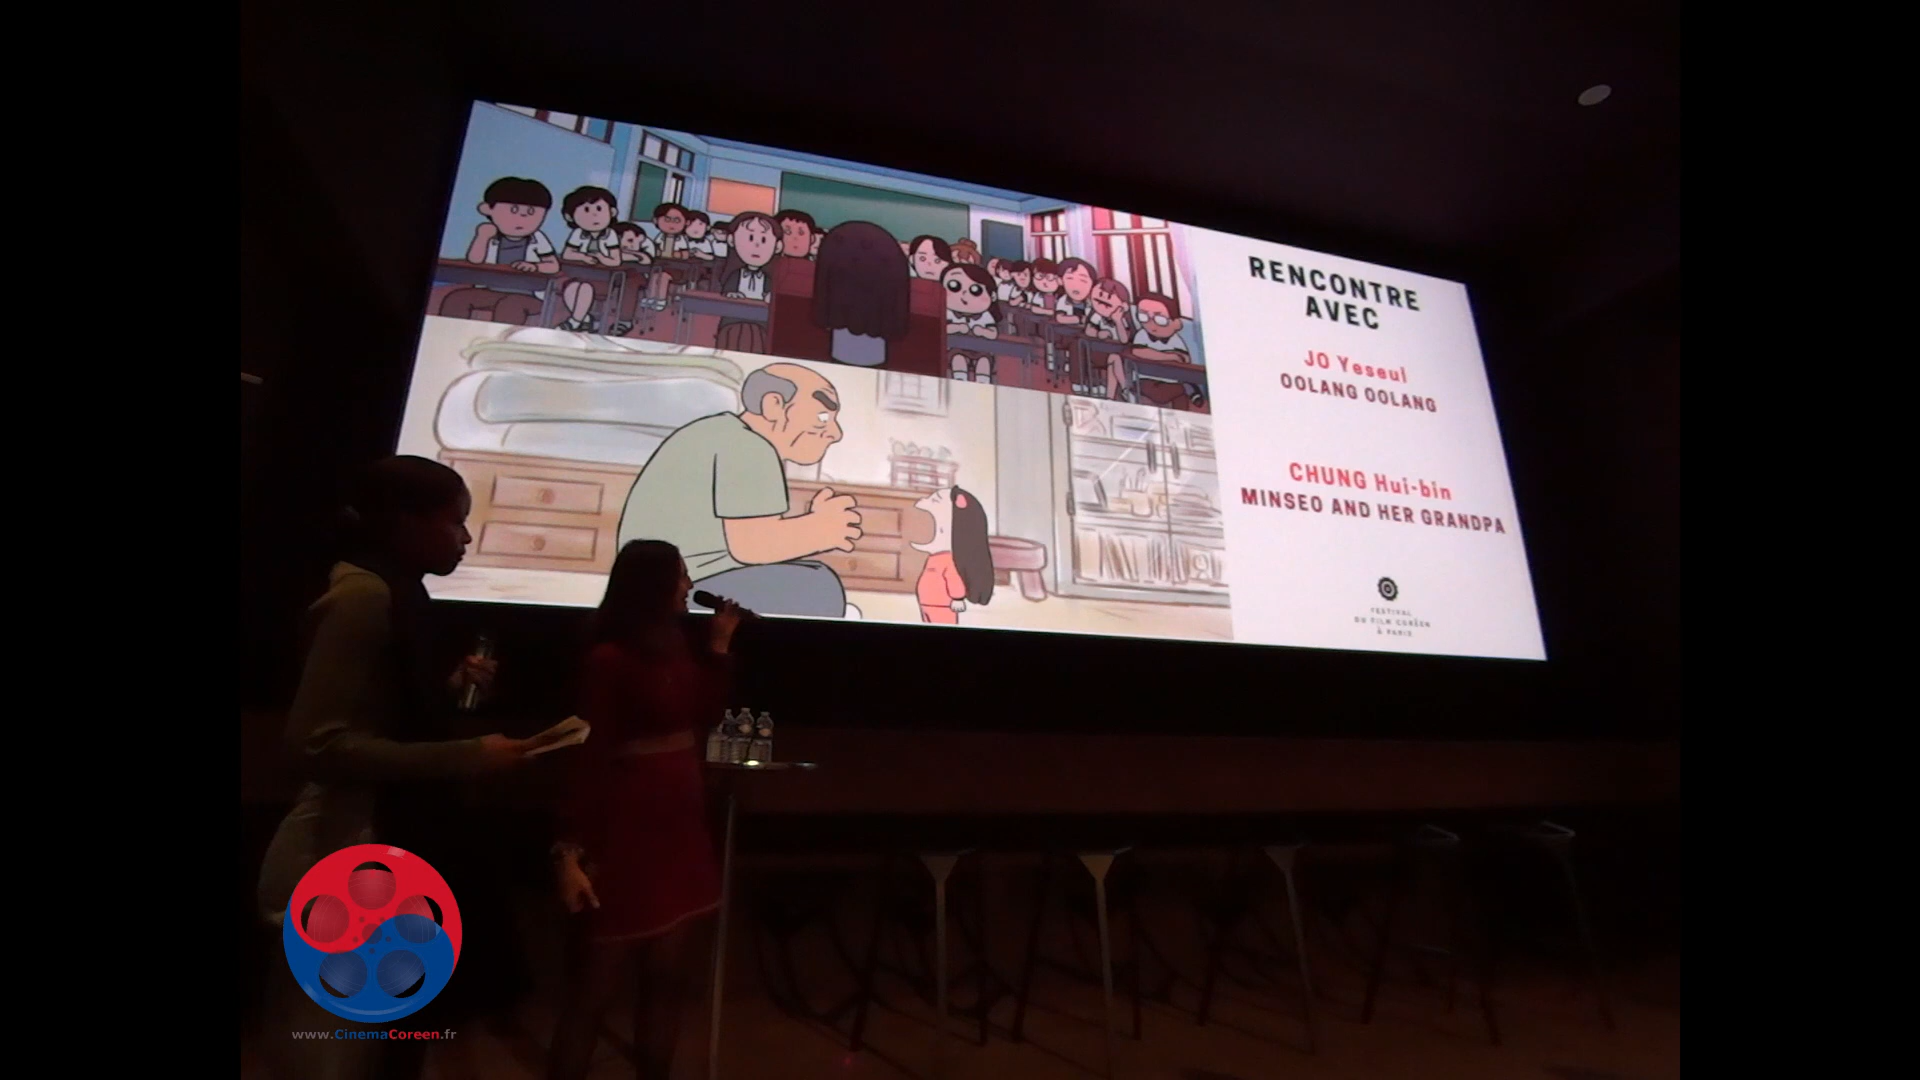 RENCONTRE
AVEC
JO Yeseul
OOLANG OOLANG
CHUNG Hui-bin
MINSEO AND HER GRANDPA
FESTIVAL
DU FILM CORÉEN
À PARIS
www.CinemaCoreen.fr